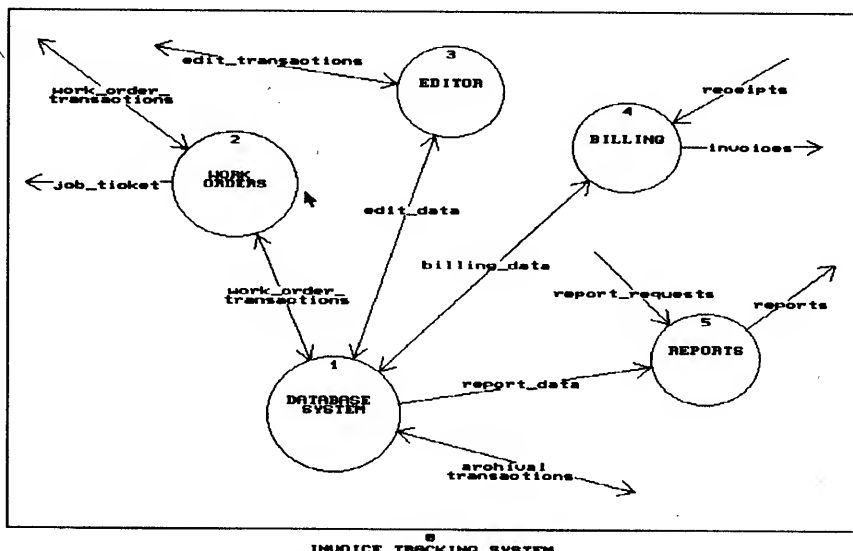 edit_transactions
3
EDITOR
work_order_
transactions
receipts
4
BILLING
invoices
2
WORK
ORDERS
job_ticket
edit_data
billing_data
work_order_
transactions
report_requests
reports
5
REPORTS
1
DATABASE
SYSTEM
report_data
archival
transactions
0
INVOICE TRACKING SYSTEM